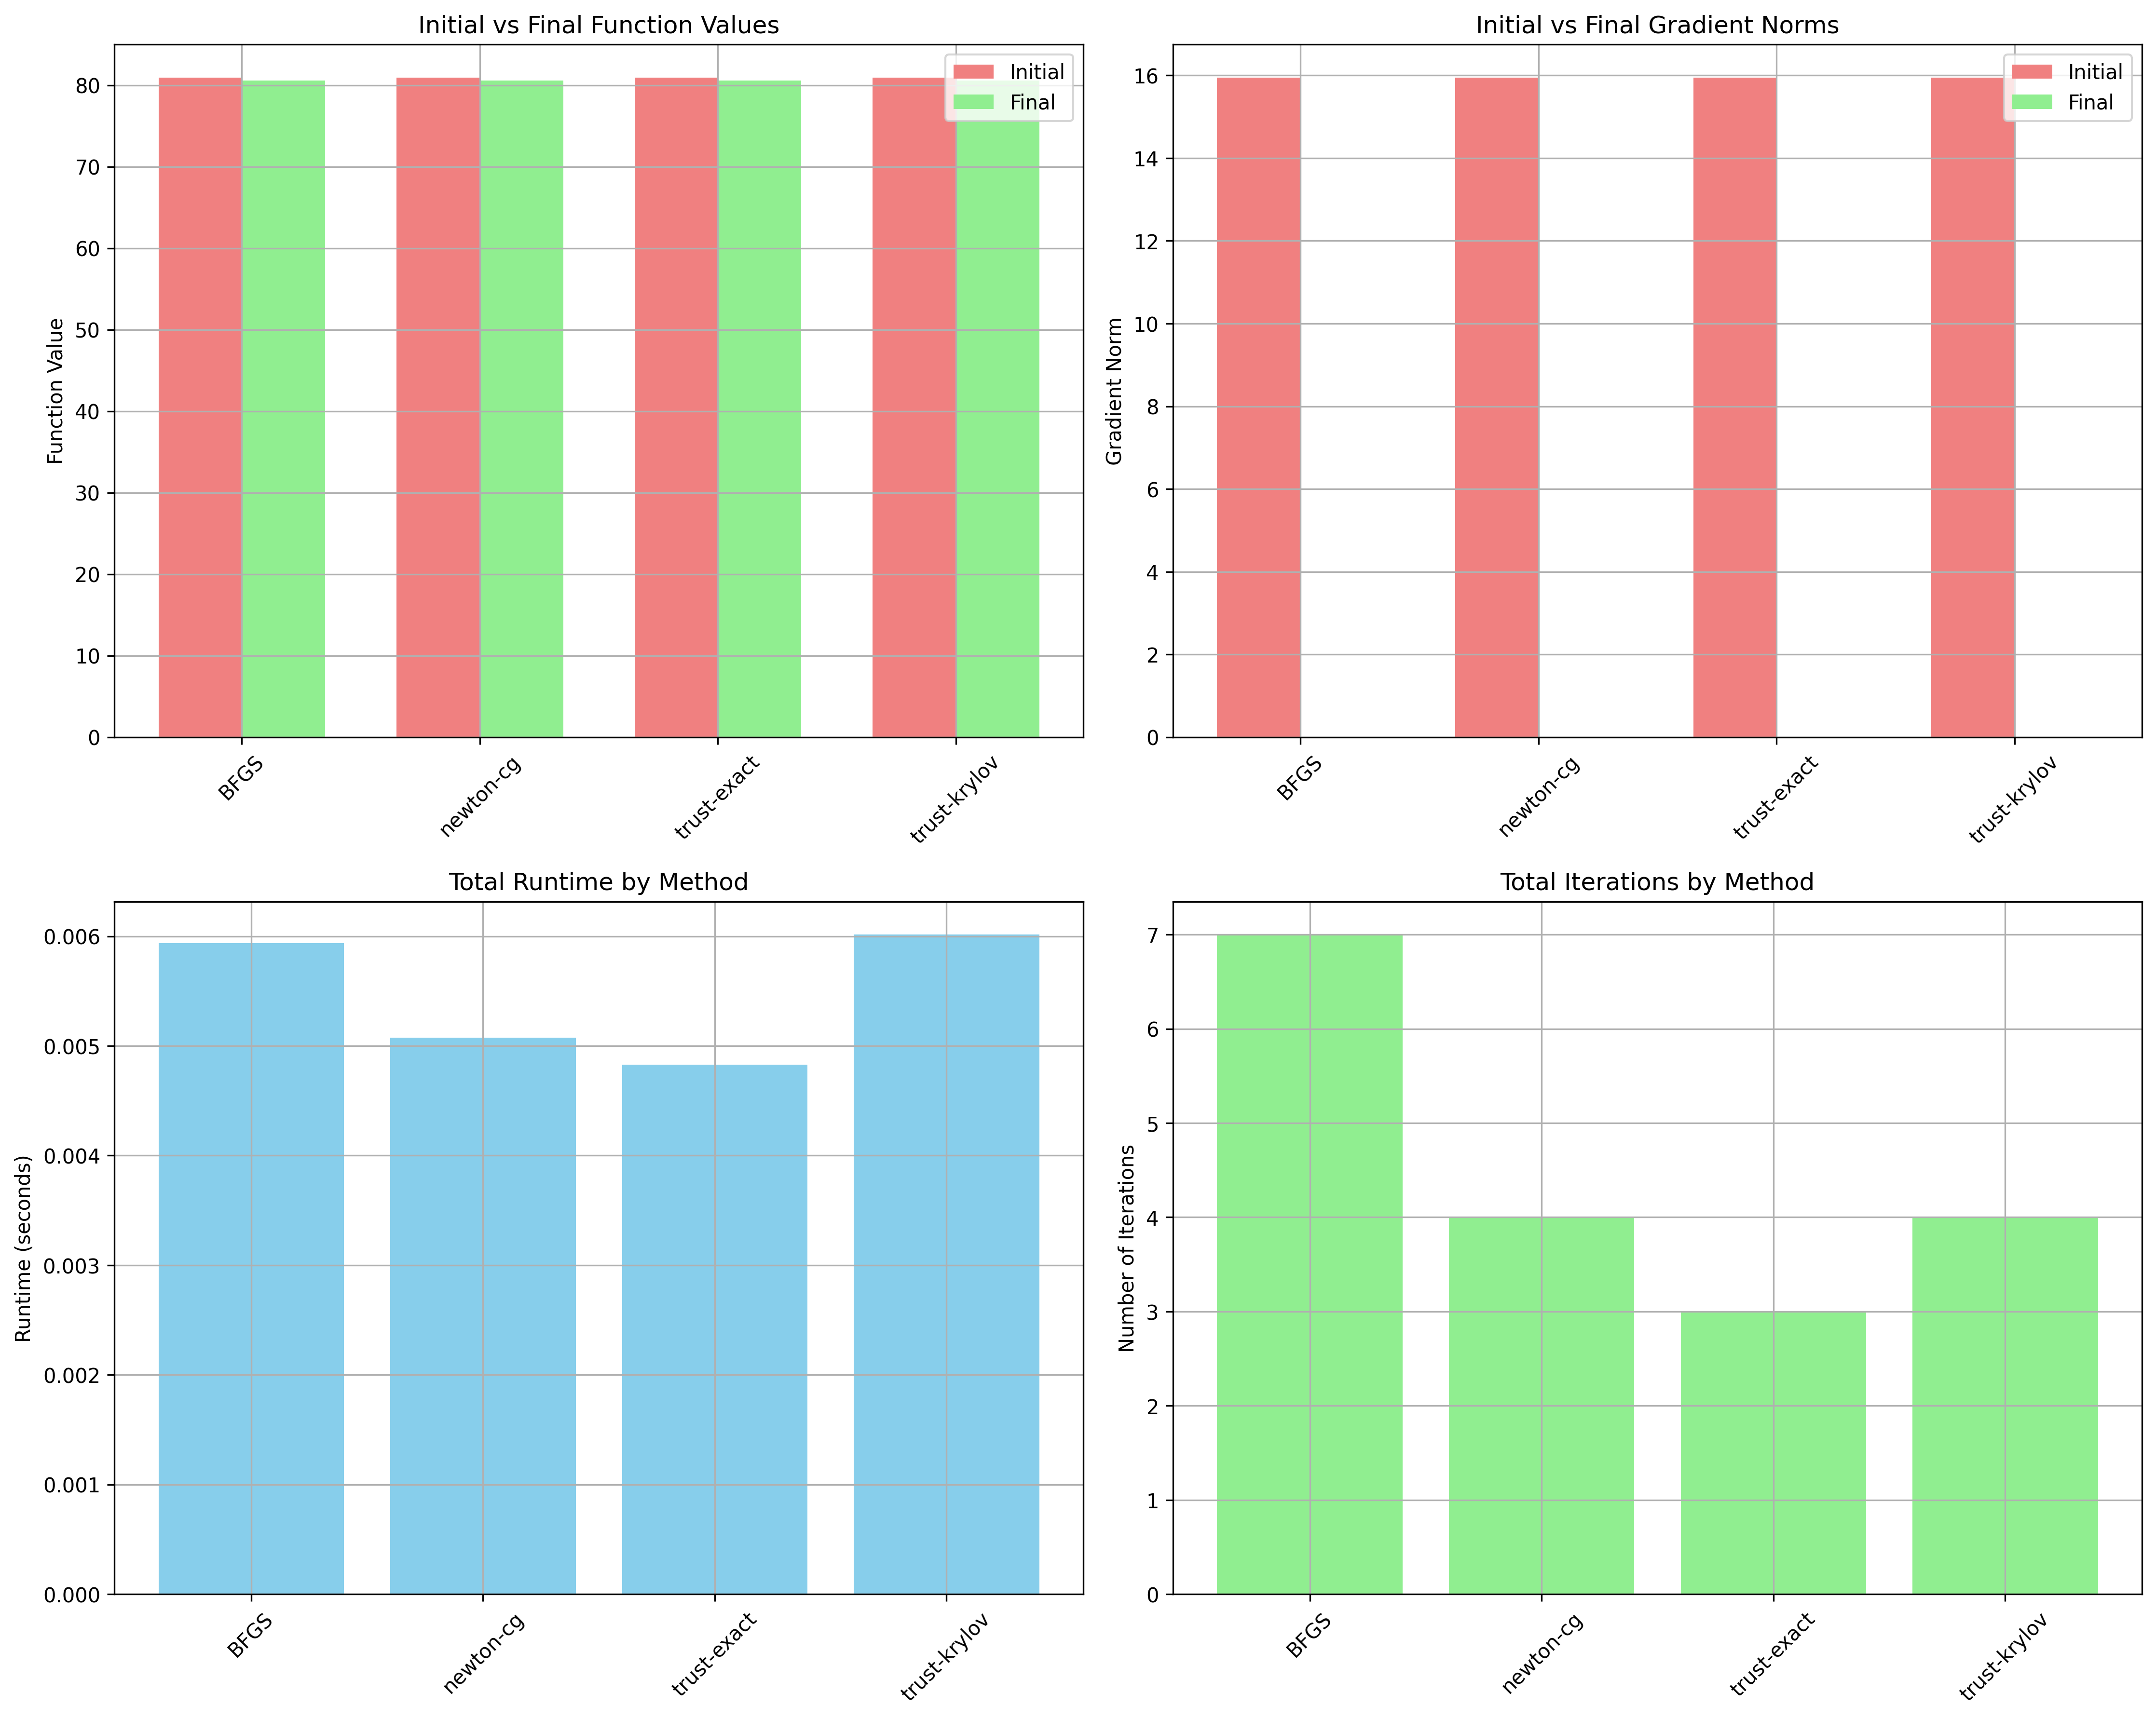 Initial vs Final Function Values
Function Value
80
70
60
50
40
30
20
10
0
Initial
Final
BFGS
newton-cg
trust-exact
trust-krylov
Initial vs Final Gradient Norms
Gradient Norm
16
14
12
10
8
6
4
2
0
Initial
Final
BFGS
newton-cg
trust-exact
trust-krylov
Total Runtime by Method
Runtime (seconds)
0.006
0.005
0.004
0.003
0.002
0.001
0.000
BFGS
newton-cg
trust-exact
trust-krylov
Total Iterations by Method
Number of Iterations
7
6
5
4
3
2
1
0
BFGS
newton-cg
trust-exact
trust-krylov